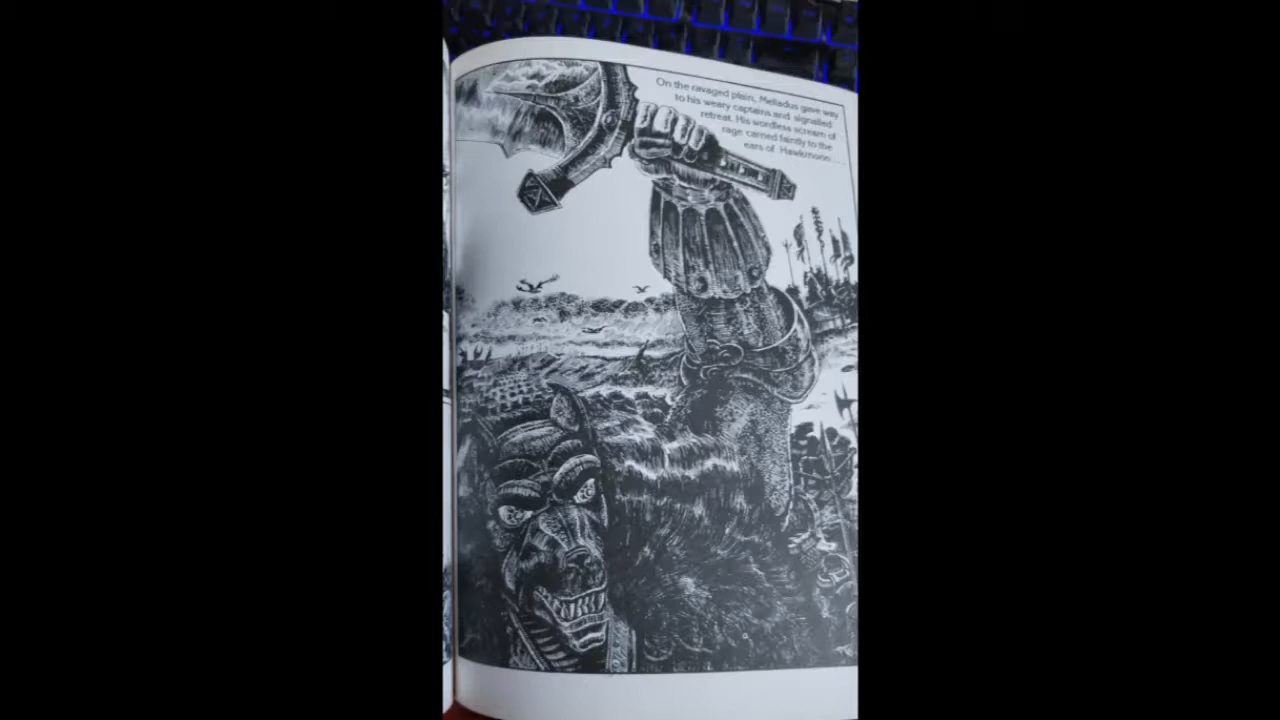 On the ravaged plain, Meliadus gave way
to his weary captains and signalled
retreat. His wordless scream of
rage carried faintly to the
ears of Hawkmoon....